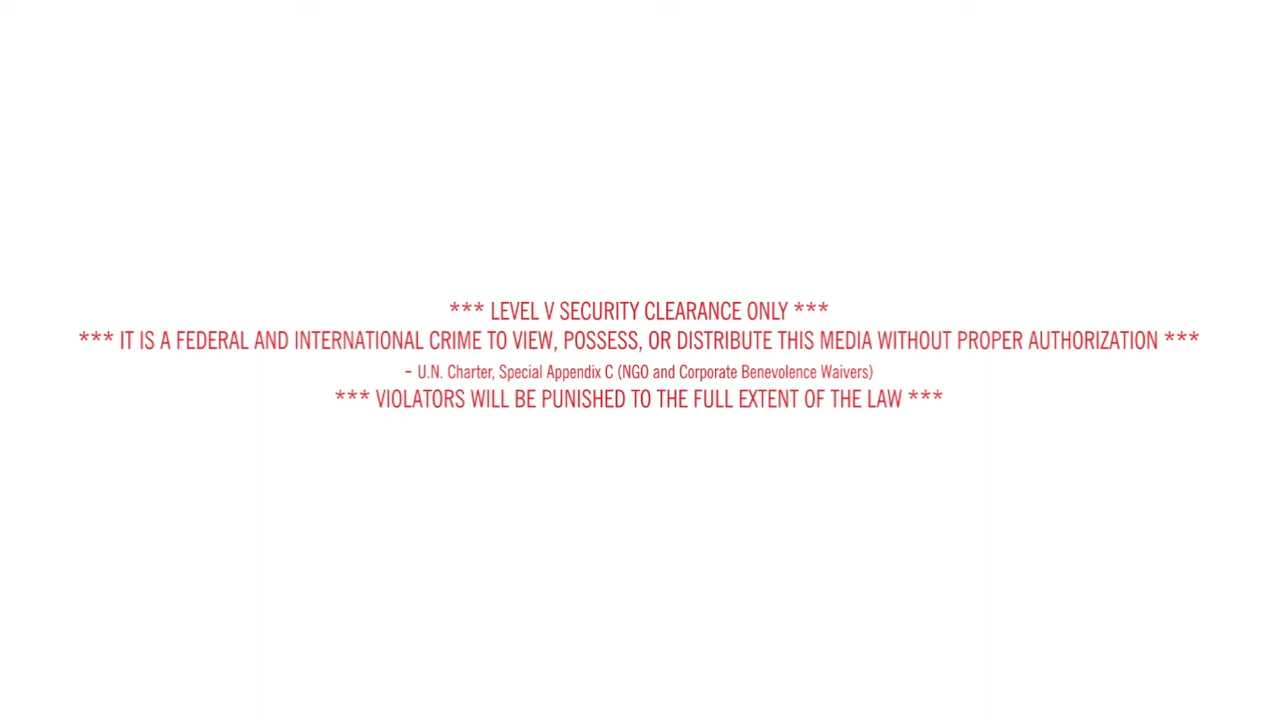 *** LEVEL V SECURITY CLEARANCE ONLY ***
*** IT IS A FEDERAL AND INTERNATIONAL CRIME TO VIEW, POSSESS, OR DISTRIBUTE THIS MEDIA WITHOUT PROPER AUTHORIZATION ***
– U.N. Charter, Special Appendix C (NGO and Corporate Benevolence Waivers)
*** VIOLATORS WILL BE PUNISHED TO THE FULL EXTENT OF THE LAW ***